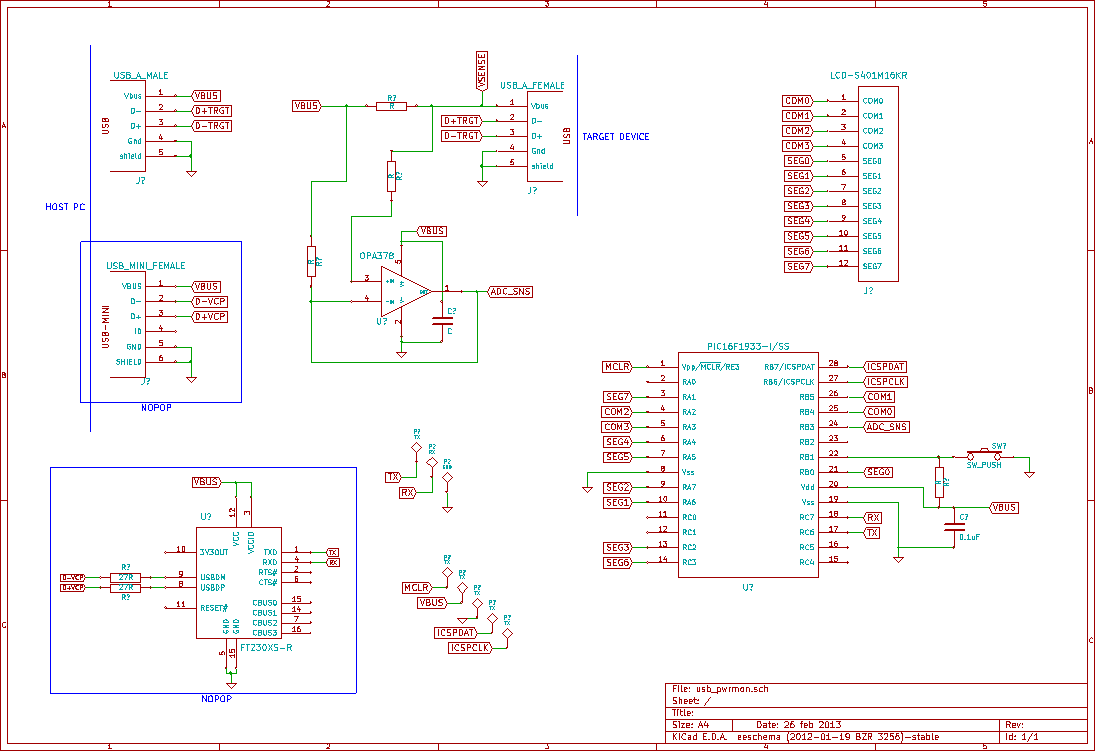 1 2 3 4 5
USB_A_MALE
USB
Vbus 1 VBUS
D- 2 D+TRGT
D+ 3 D-TRGT
Gnd 4
shield 5
J?
HOST PC
USB_MINI_FEMALE
USB-MINI
VBUS 1 VBUS
D- 2 D-VCP
D+ 3 D+VCP
ID 4
GND 5
SHIELD 6
J?
NOPOP
VBUS
R?
R
VSENSE
USB_A_FEMALE
1 Vbus
D+TRGT 2 D-
D-TRGT 3 D+
4 Gnd
6 shield
USB
J?
TARGET DEVICE
R
R?
R
R?
VBUS
OPA378
5
3 +IN
4 -IN
1 ADC_SNS
2
U?
C?
C
LCD-S401M16KR
COM0 1 COM0
COM1 2 COM1
COM2 3 COM2
COM3 4 COM3
SEG0 5 SEG0
SEG1 6 SEG1
SEG2 7 SEG2
SEG3 8 SEG3
SEG4 9 SEG4
SEG5 10 SEG5
SEG6 11 SEG6
SEG7 12 SEG7
J?
PIC16F1933-I/SS
MCLR 1 Vpp/MCLR/RE3 RB7/ICSPDAT 28 ICSPDAT
2 RA0 RB6/ICSPCLK 27 ICSPCLK
SEG7 3 RA1 RB5 26 COM1
COM2 4 RA2 RB4 25 COM0
COM3 5 RA3 RB3 24 ADC_SNS
SEG4 6 RA4 RB2 23
SEG5 7 RA5 RB1 22
8 Vss RB0 21 SEG0
SEG2 9 RA7 Vdd 20
SEG1 10 RA6 Vss 19
11 RC0 RC7 18 RX
12 RC1 RC6 17 TX
SEG3 13 RC2 RC5 16
SEG6 14 RC3 RC4 15
U?
SW?
SW_PUSH
R
R?
VBUS
C?
0.1uF
P?
TX
P?
RX
P?
GND
TX
RX
VBUS
U?
12 3
VCC VCCIO
10 3V3OUT TXD 1 TX
RXD 4 RX
RTS# 2
CTS# 6
R?
D-VCP 27R 9 USBDM
D+VCP 27R 8 USBDP
R?
11 RESET#
CBUS0 15
CBUS1 14
CBUS2 7
CBUS3 16
GND GND
5 15
FT230XS-R
NOPOP
P?
TX
P?
TX
P?
TX
P?
TX
P?
TX
MCLR
VBUS
ICSPDAT
ICSPCLK
File: usb_pwrmon.sch
Sheet: /
Title:
Size: A4 Date: 26 feb 2013 Rev:
KiCad E.D.A. eeschema (2012-01-19 BZR 3256)-stable Id: 1/1
A
B
C
A
B
C
1 2 3 4 5